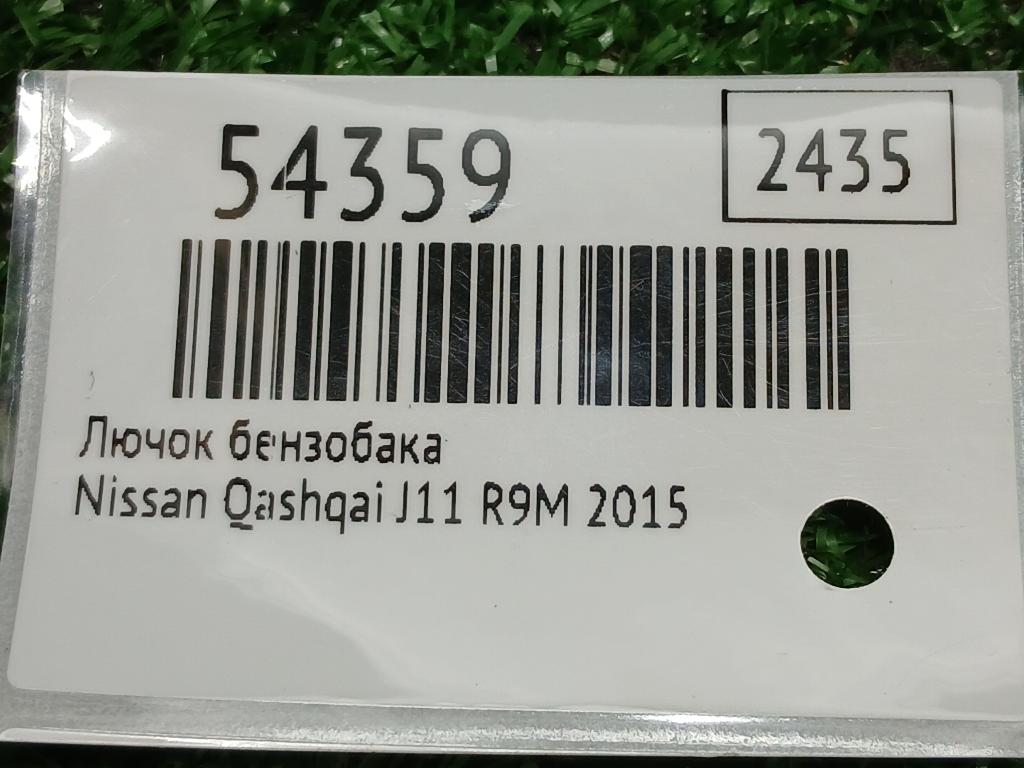 54359
2435
Лючок бензобака
Nissan Qashqai J11 R9M 2015